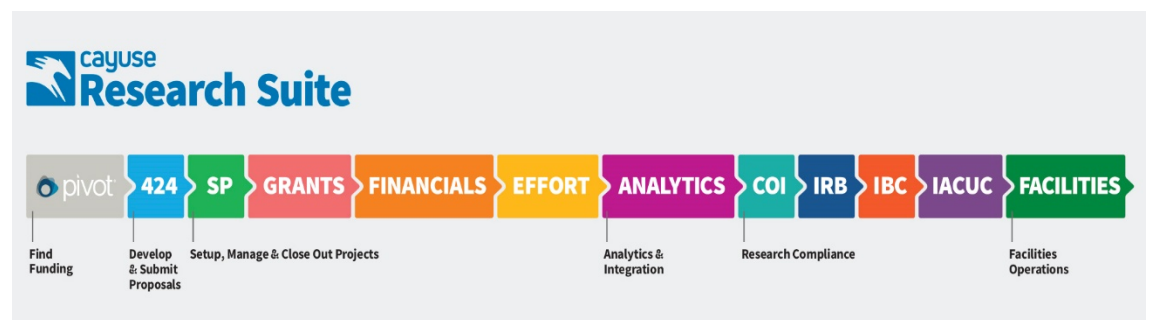 cayuse
Research Suite
pivot 424 SP GRANTS FINANCIALS EFFORT ANALYTICS COI IRB IBC IACUC FACILITIES
Find
Funding
Develop
& Submit
Proposals
Setup, Manage & Close Out Projects
Analytics &
Integration
Research Compliance
Facilities
Operations